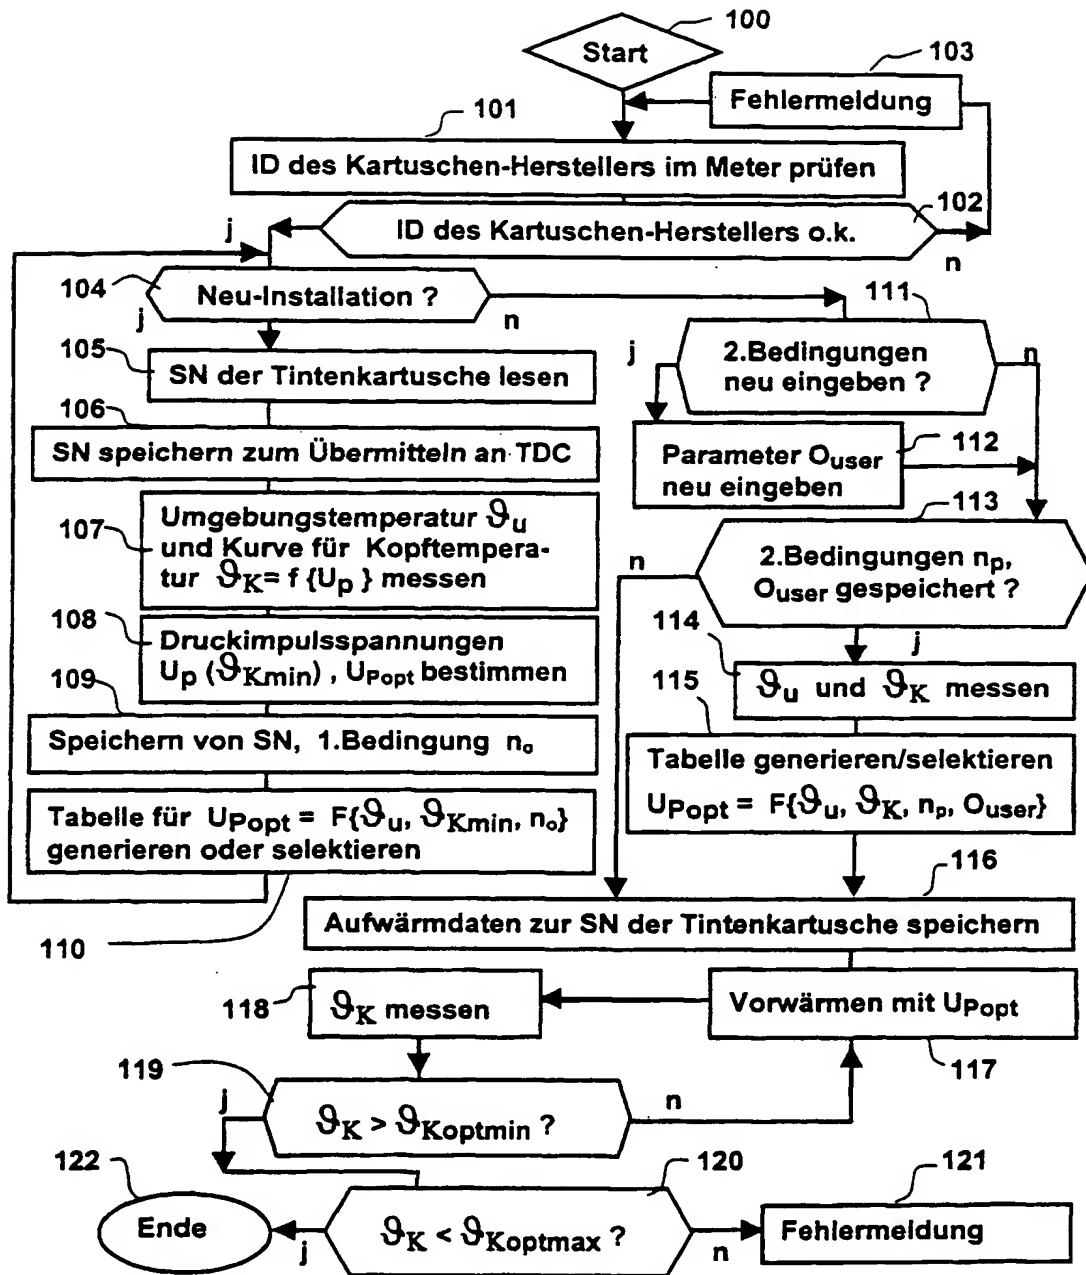 100
Start
103
Fehlermeldung
101
ID des Kartuschen-Herstellers im Meter prüfen
102
j
ID des Kartuschen-Herstellers o.k.
n
104
Neu-Installation ?
j
n
111
105
SN der Tintenkartusche lesen
j
2.Bedingungen
neu eingeben ?
n
106
SN speichern zum Übermitteln an TDC
112
Parameter Ouser
neu eingeben
107
Umgebungstemperatur ϑu
und Kurve für Kopftempera-
tur ϑK= f {Up } messen
113
n
2.Bedingungen np,
Ouser gespeichert ?
j
108
Druckimpulsspannungen
Up (ϑKmin) , UPopt bestimmen
114
ϑu und ϑK messen
109
Speichern von SN, 1.Bedingung no
115
Tabelle generieren/selektieren
UPopt = F{ϑu, ϑK, np, Ouser}
Tabelle für UPopt = F{ϑu, ϑKmin, no}
generieren oder selektieren
110
116
Aufwärmdaten zur SN der Tintenkartusche speichern
118
ϑK messen
Vorwärmen mit UPopt
117
119
j
ϑK > ϑKoptmin ?
n
122
Ende
120
j
ϑK < ϑKoptmax ?
n
121
Fehlermeldung